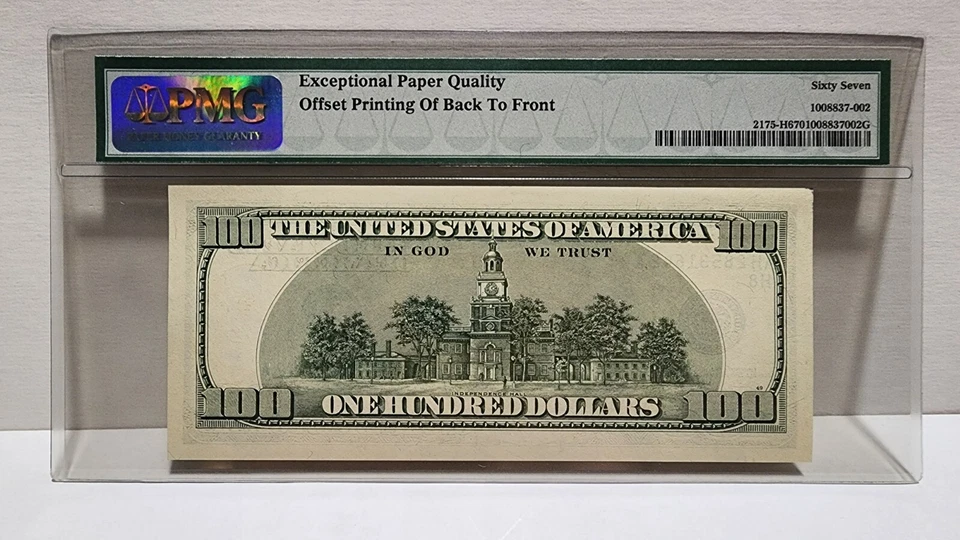 PMG
PAPER MONEY GUARANTY
Exceptional Paper Quality
Offset Printing Of Back To Front
Sixty Seven
1008837-002
2175-H6701008837002G
100 THE UNITED STATES OF AMERICA 100
IN GOD WE TRUST
INDEPENDENCE HALL
100 ONE HUNDRED DOLLARS 100